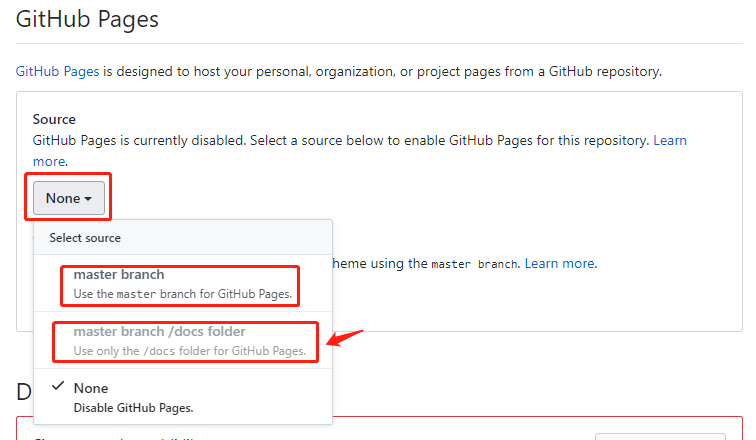 GitHub Pages
GitHub Pages is designed to host your personal, organization, or project pages from a GitHub repository.
Source
GitHub Pages is currently disabled. Select a source below to enable GitHub Pages for this repository. Learn
more.
None
Select source
master branch
Use the master branch for GitHub Pages.
heme using the master branch. Learn more.
master branch /docs folder
Use only the /docs folder for GitHub Pages.
None
Disable GitHub Pages.
D